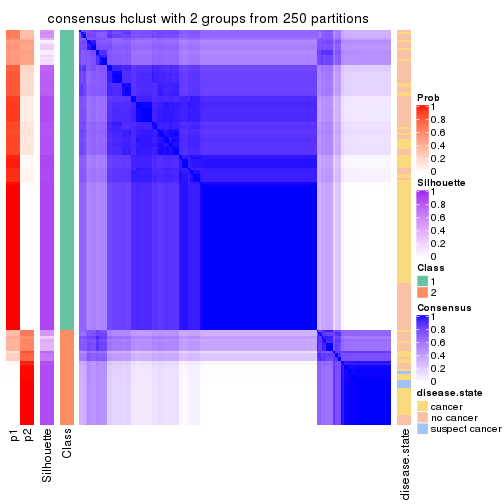 consensus hclust with 2 groups from 250 partitions
Prob
1
0.8
0.6
0.4
0.2
0
Silhouette
1
0.8
0.6
0.4
0.2
0
Class
1
2
Consensus
1
0.8
0.6
0.4
0.2
0
disease.state
cancer
no cancer
suspect cancer
p1
p2
Silhouette
Class
disease.state